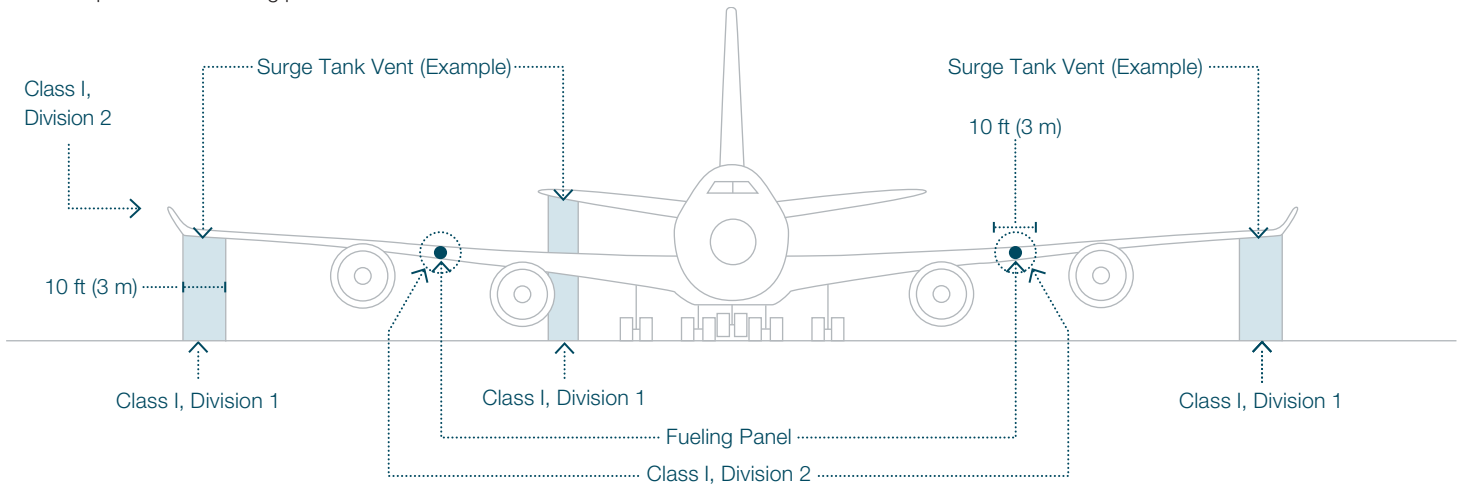 Surge Tank Vent (Example)
Surge Tank Vent (Example)
Class I,
Division 2
10 ft (3 m)
10 ft (3 m)
Class I, Division 1
Class I, Division 1
Class I, Division 1
Fueling Panel
Class I, Division 2